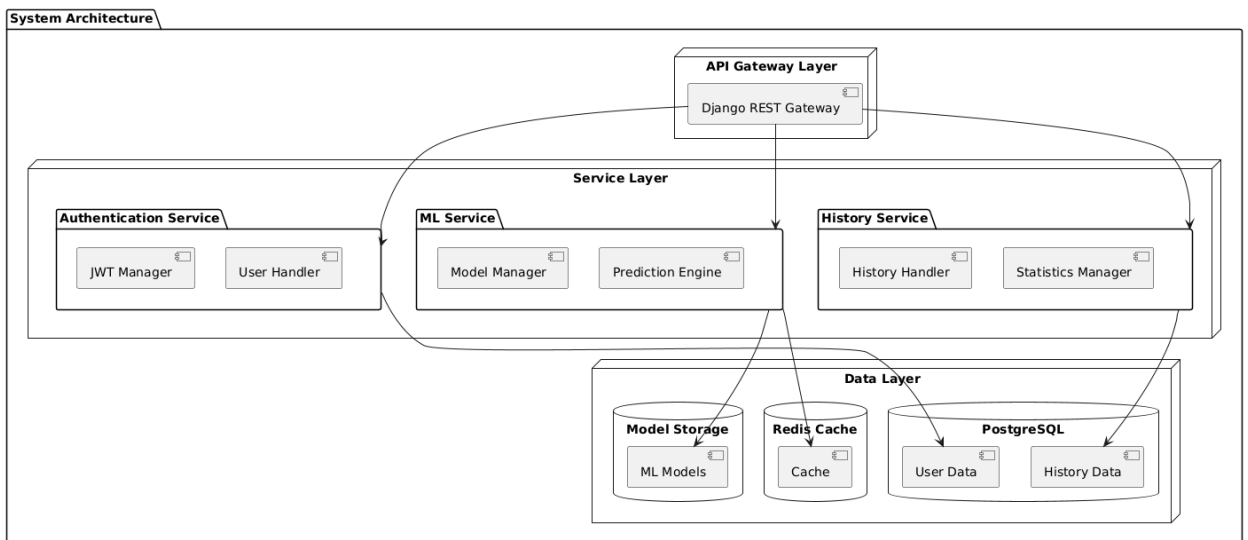 System Architecture
API Gateway Layer
Django REST Gateway
Service Layer
Authentication Service
JWT Manager
User Handler
ML Service
Model Manager
Prediction Engine
History Service
History Handler
Statistics Manager
Data Layer
Model Storage
ML Models
Redis Cache
Cache
PostgreSQL
User Data
History Data